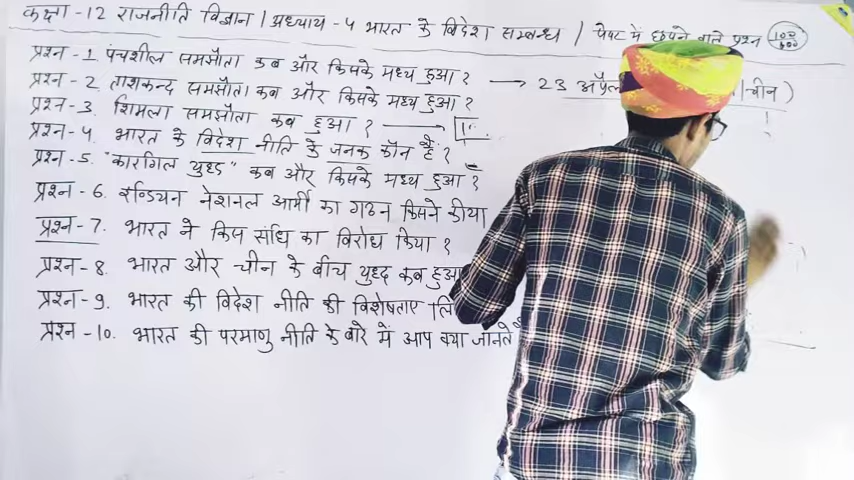 कक्षा-12 राजनीति विज्ञान | अध्याय-4 भारत के विदेश सम्बन्ध | पेपर में छपने वाले प्रश्न
प्रश्न-1 पंचशील समझौता कब और किसके मध्य हुआ? → 23 अप्रैल चीन)
प्रश्न-2 ताशकन्द समझौता कब और किसके मध्य हुआ?
प्रश्न-3. शिमला समझौता कब हुआ? →
प्रश्न-4. भारत के विदेश नीति के जनक कौन है?
प्रश्न-5. "कारगिल युध्द" कब और किसके मध्य हुआ?
प्रश्न-6. इन्डियन नेशनल आर्मी का गठन किसने कीया
प्रश्न-7. भारत ने किस संधि का विरोध किया?
प्रश्न-8. भारत और चीन के बीच युध्द कब हुआ
प्रश्न-9. भारत की विदेश नीति की विशेषताए लि
प्रश्न-10. भारत की परमाणु नीति के बारे में आप क्या जानते